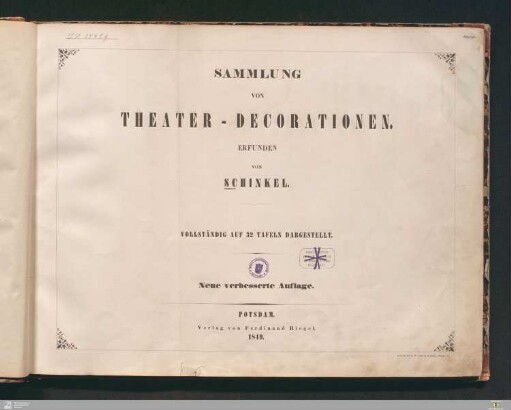 SAMMLUNG
VON
THEATER - DECORATIONEN.
ERFUNDEN
VON
SCHINKEL.
VOLLSTÄNDIG AUF 32 TAFELN DARGESTELLT.
Neue verbesserte Auflage.
POTSDAM.
Verlag von Ferdinand Riegel.
1849.